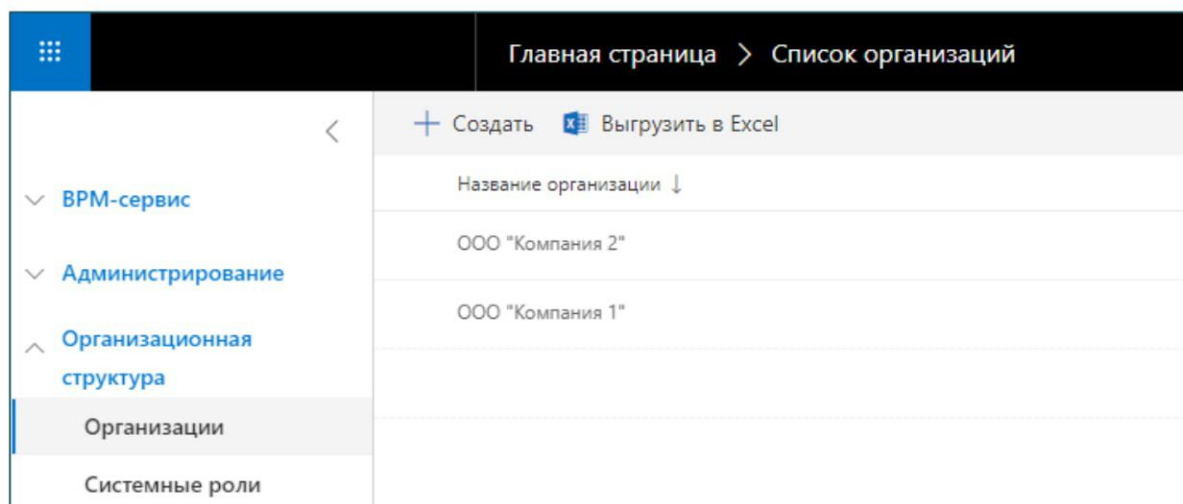 Главная страница > Список организаций
+ Создать Выгрузить в Excel
Название организации ↓
ООО "Компания 2"
ООО "Компания 1"
BPM-сервис
Администрирование
Организационная
структура
Организации
Системные роли